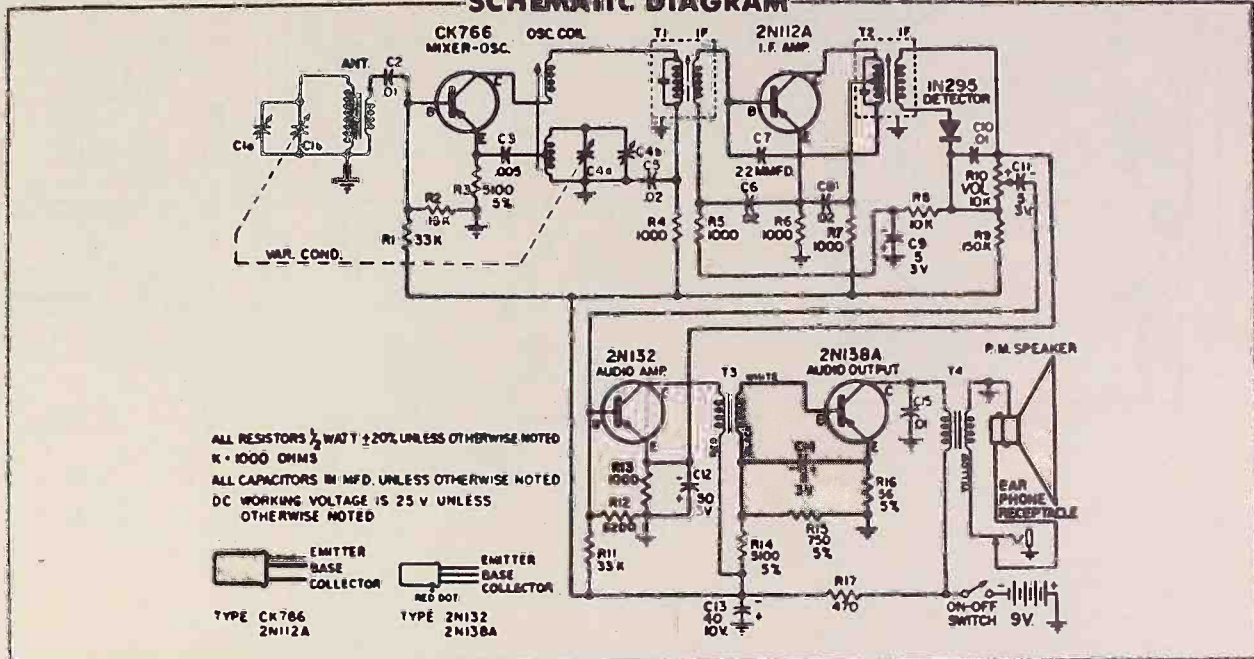 SCHEMATIC DIAGRAM
CK766
MIXER-OSC.
OSC. COIL
T1 IF
2N112A
I.F. AMP.
T2 IF
ANT.
C2
.01
C1a
C1b
B
C
E
C3
.005
R3
5100
5%
R2
R1
33K
VAR. COND.
C4a
C4b
C5
.02
R4
1000
R5
1000
B
C
E
C7
22 MMFD.
C6
.02
R6
1000
C8
.02
R7
1000
1N295
DETECTOR
C10
.01
R10
VOL
10K
C11
5
3V
R8
10K
C9
5
3V
R9
150K
2N132
AUDIO AMP.
B
C
E
T3
WHITE
RED
2N138A
AUDIO OUTPUT
B
C
E
C15
T4
YELLOW
P.M. SPEAKER
EAR
PHONE
RECEPTACLE
R13
1000
R12
8200
C12
50
3V
R11
33K
3V
R16
56
5%
R15
750
5%
R14
5100
5%
C13
40
10V.
R17
470
ON-OFF
SWITCH
9V.
ALL RESISTORS ½ WATT ±20% UNLESS OTHERWISE NOTED
K = 1000 OHMS
ALL CAPACITORS IN MFD. UNLESS OTHERWISE NOTED
DC WORKING VOLTAGE IS 25 V UNLESS
OTHERWISE NOTED
EMITTER
BASE
COLLECTOR
TYPE CK766
2N112A
EMITTER
BASE
COLLECTOR
RED DOT
TYPE 2N132
2N138A